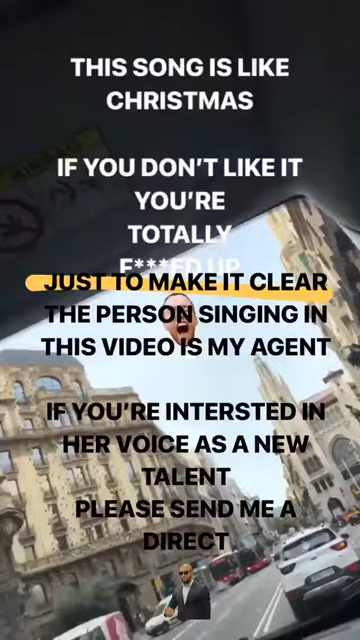 THIS SONG IS LIKE
CHRISTMAS
IF YOU DON'T LIKE IT
YOU'RE
TOTALLY
F***ED UP
JUST TO MAKE IT CLEAR
THE PERSON SINGING IN
THIS VIDEO IS MY AGENT
IF YOU'RE INTERSTED IN
HER VOICE AS A NEW
TALENT
PLEASE SEND ME A
DIRECT